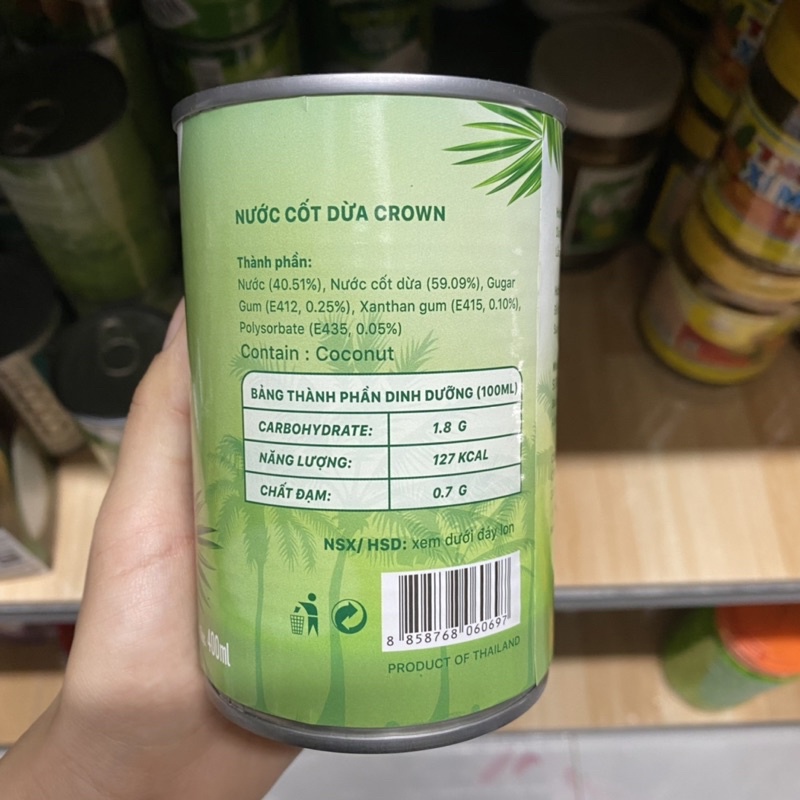 NƯỚC CỐT DỪA CROWN
Thành phần:
Nước (40.51%), Nước cốt dừa (59.09%), Gugar
Gum (E412, 0.25%), Xanthan gum (E415, 0.10%),
Polysorbate (E435, 0.05%)
Contain : Coconut
BẢNG THÀNH PHẦN DINH DƯỠNG (100ML)
CARBOHYDRATE: 1.8 G
NĂNG LƯỢNG: 127 KCAL
CHẤT ĐẠM: 0.7 G
NSX/ HSD: xem dưới đáy lon
8 858768 060697
PRODUCT OF THAILAND
400ml
XÍ M